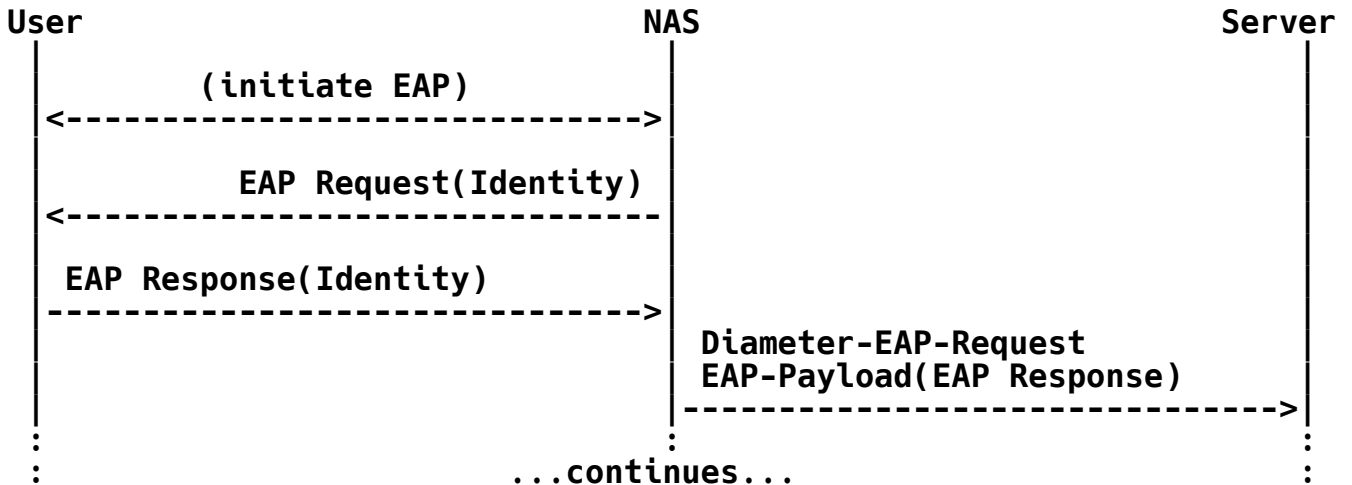 User NAS Server
(initiate EAP)
EAP Request(Identity)
EAP Response(Identity)
Diameter-EAP-Request
EAP-Payload(EAP Response)
...continues...